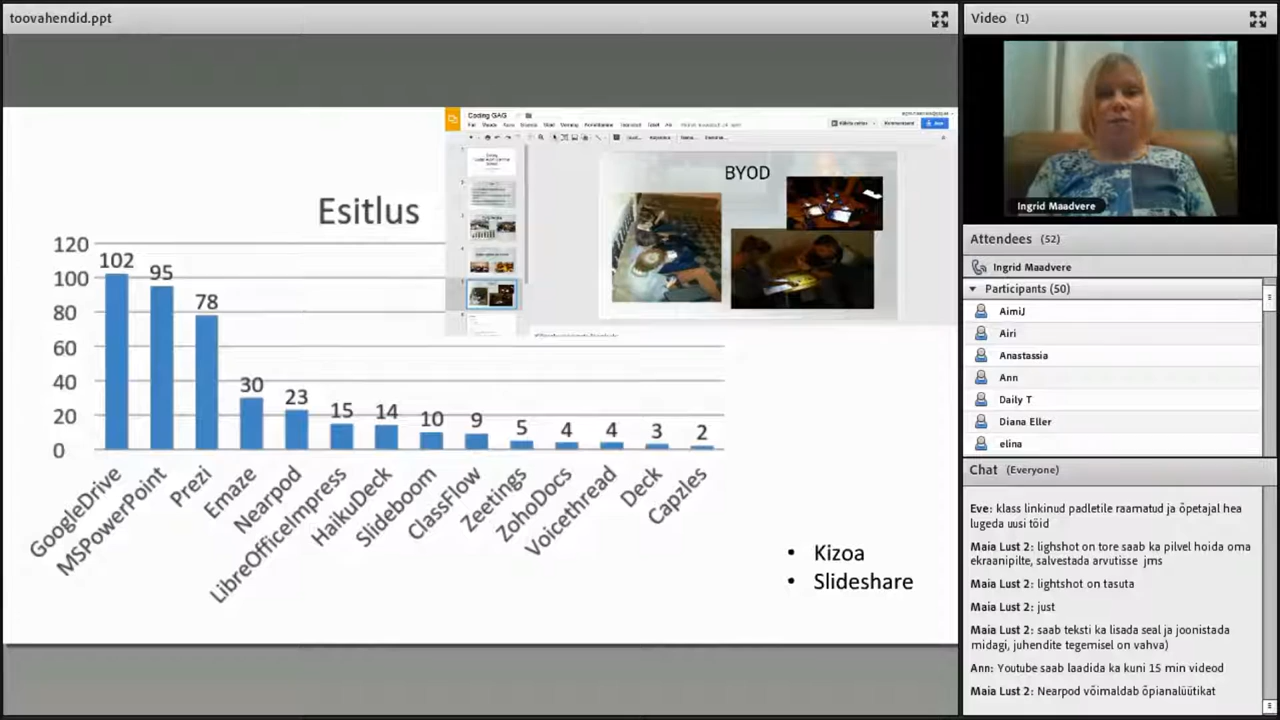 toovahendid.ppt
Coding GAG
BYOD
Esitlus
120
100
80
60
40
20
0
102
95
78
30
23
15
14
10
9
5
4
4
3
2
GoogleDrive
MSPowerPoint
Prezi
Emaze
Nearpod
LibreOfficeImpress
HaikuDeck
Slideboom
ClassFlow
Zeetings
ZohoDocs
Voicethread
Deck
Capzles
• Kizoa
• Slideshare
Video (1)
Ingrid Maadvere
Attendees (52)
Ingrid Maadvere
Participants (50)
AimiJ
Airi
Anastassia
Ann
Daily T
Diana Eller
elina
Chat (Everyone)
Eve: klass linkinud padletile raamatud ja õpetajal hea
lugeda uusi töid
Maia Lust 2: lighshot on tore saab ka pilvel hoida oma
ekraanipilte, salvestada arvutisse jms
Maia Lust 2: lightshot on tasuta
Maia Lust 2: just
Maia Lust 2: saab teksti ka lisada seal ja joonistada
midagi, juhendite tegemisel on vahva)
Ann: Youtube saab laadida ka kuni 15 min videod
Maia Lust 2: Nearpod võimaldab õpianalüütikat